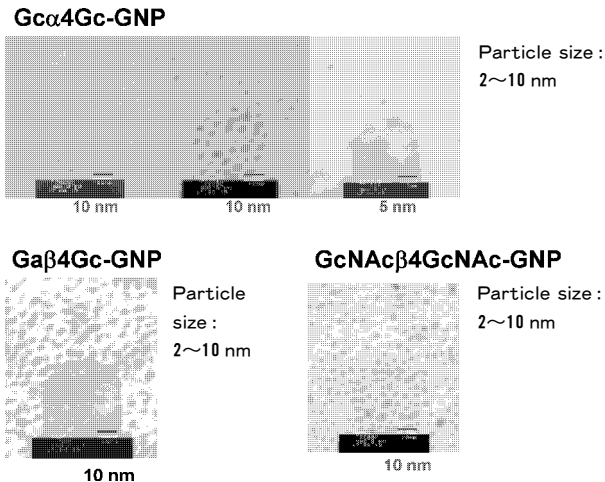 Gcα4Gc-GNP
Particle size :
2～10 nm
10 nm
10 nm
5 nm
Gaβ4Gc-GNP
Particle
size :
2～10 nm
10 nm
GcNAcβ4GcNAc-GNP
Particle size :
2～10 nm
10 nm